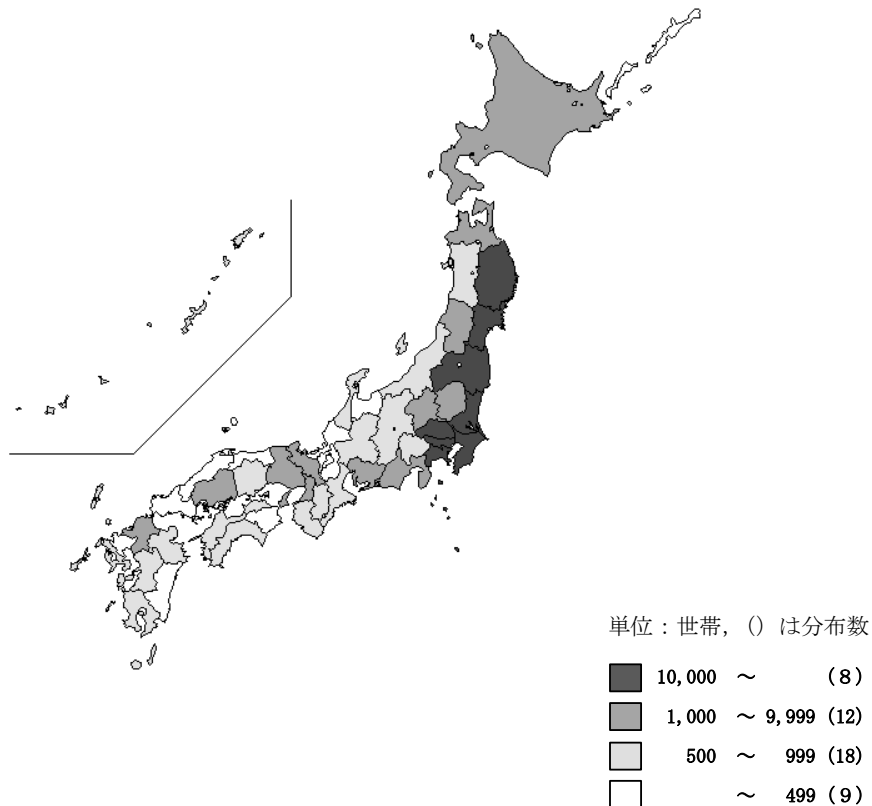 単位：世帯，（）は分布数
10,000 ～ （８）
1,000 ～ 9,999 （12）
500 ～ 999 （18）
～ 499 （９）